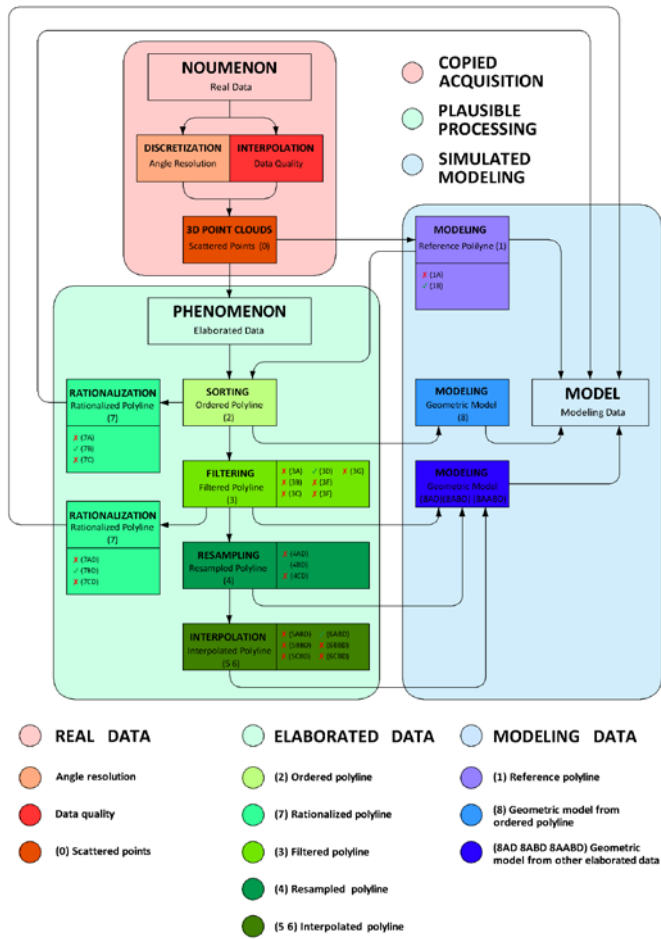 NOUMENON
Real Data
COPIED
ACQUISITION
PLAUSIBLE
PROCESSING
SIMULATED
MODELING
DISCRETIZATION
Angle Resolution
INTERPOLATION
Data Quality
3D POINT CLOUDS
Scattered Points (0)
MODELING
Reference Polilyne (1)
✗ (1A)
✓ (1B)
PHENOMENON
Elaborated Data
RATIONALIZATION
Rationalized Polyline
(7)
✗ (7A)
✓ (7B)
✗ (7C)
SORTING
Ordered Polyline
(2)
MODELING
Geometric Model
(8)
MODEL
Modeling Data
FILTERING
Filtered Polyline
(3)
✗ (3A) ✓ (3D) ✗ (3G)
✗ (3B) ✗ (3E)
✗ (3C) ✗ (3F)
MODELING
Geometric Model
(8AD)(8ABD) (8AABD)
RATIONALIZATION
Rationalized Polyline
(7)
✗ (7AD)
✓ (7BD)
✗ (7CD)
RESAMPLING
Resampled Polyline
(4)
✗ (4AD)
(4BD)
✗ (4CD)
INTERPOLATION
Interpolated Polyline
(5 6)
✗ (5ABD) (6ABD)
✗ (5BBD) ✗ (6BBD)
✗ (5CBD) ✗ (6CBD)
REAL DATA
Angle resolution
Data quality
(0) Scattered points
ELABORATED DATA
(2) Ordered polyline
(7) Rationalized polyline
(3) Filtered polyline
(4) Resampled polyline
(5 6) Interpolated polyline
MODELING DATA
(1) Reference polyline
(8) Geometric model from
ordered polyline
(8AD 8ABD 8AABD) Geometric
model from other elaborated data